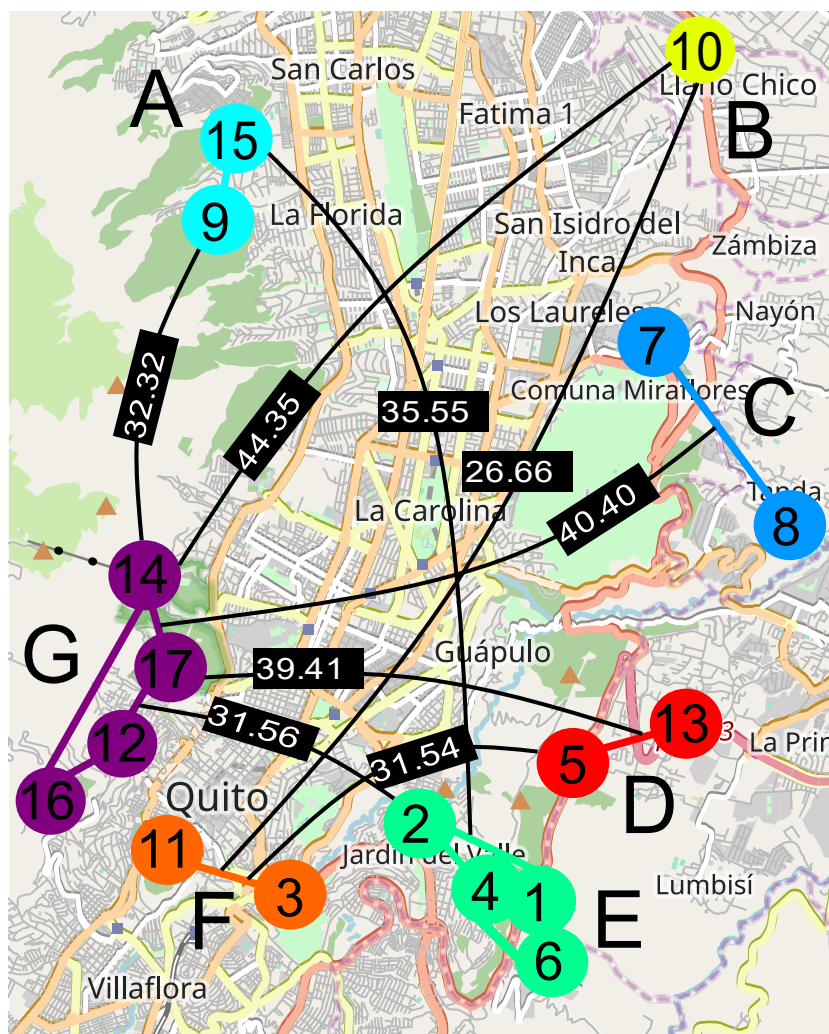 10
San Carlos
Llano Chico
A
Fatima 1
B
15
9
La Florida
San Isidro del
Inca
Zámbiza
Los Laureles
Nayón
7
32.32
44.35
35.55
Comuna Miraflores
C
26.66
La Carolina
40.40
Tanda
8
14
G
17
39.41
Guápulo
31.56
12
31.54
5
13
3
La Prim
16
Quito
2
D
11
Jardín del Valle
F
3
4
1
E
Lumbisí
6
Villaflora